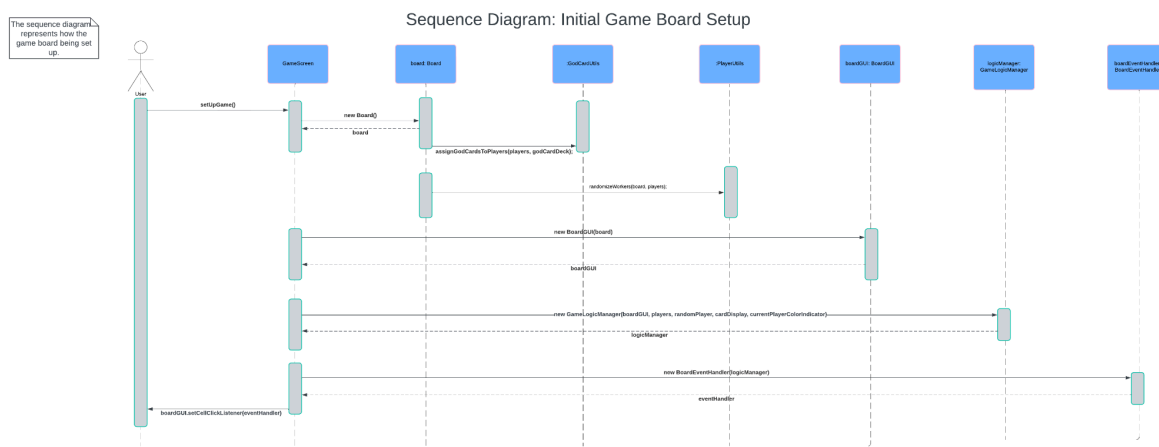 Sequence Diagram: Initial Game Board Setup
The sequence diagram
represents how the
game board being set
up.
GameScreen
board: Board
:GodCardUtils
:PlayerUtils
boardGUI: BoardGUI
logicManager:
GameLogicManager
boardEventHandler:
BoardEventHandler
User
setUpGame()
new Board()
board
assignGodCardsToPlayers(players, godCardDeck);
randomizeWorkers(board, players);
new BoardGUI(board)
boardGUI
new GameLogicManager(boardGUI, players, randomPlayer, cardDisplay, currentPlayerColorIndicator)
logicManager
new BoardEventHandler(logicManager)
eventHandler
boardGUI.setCellClickListener(eventHandler)